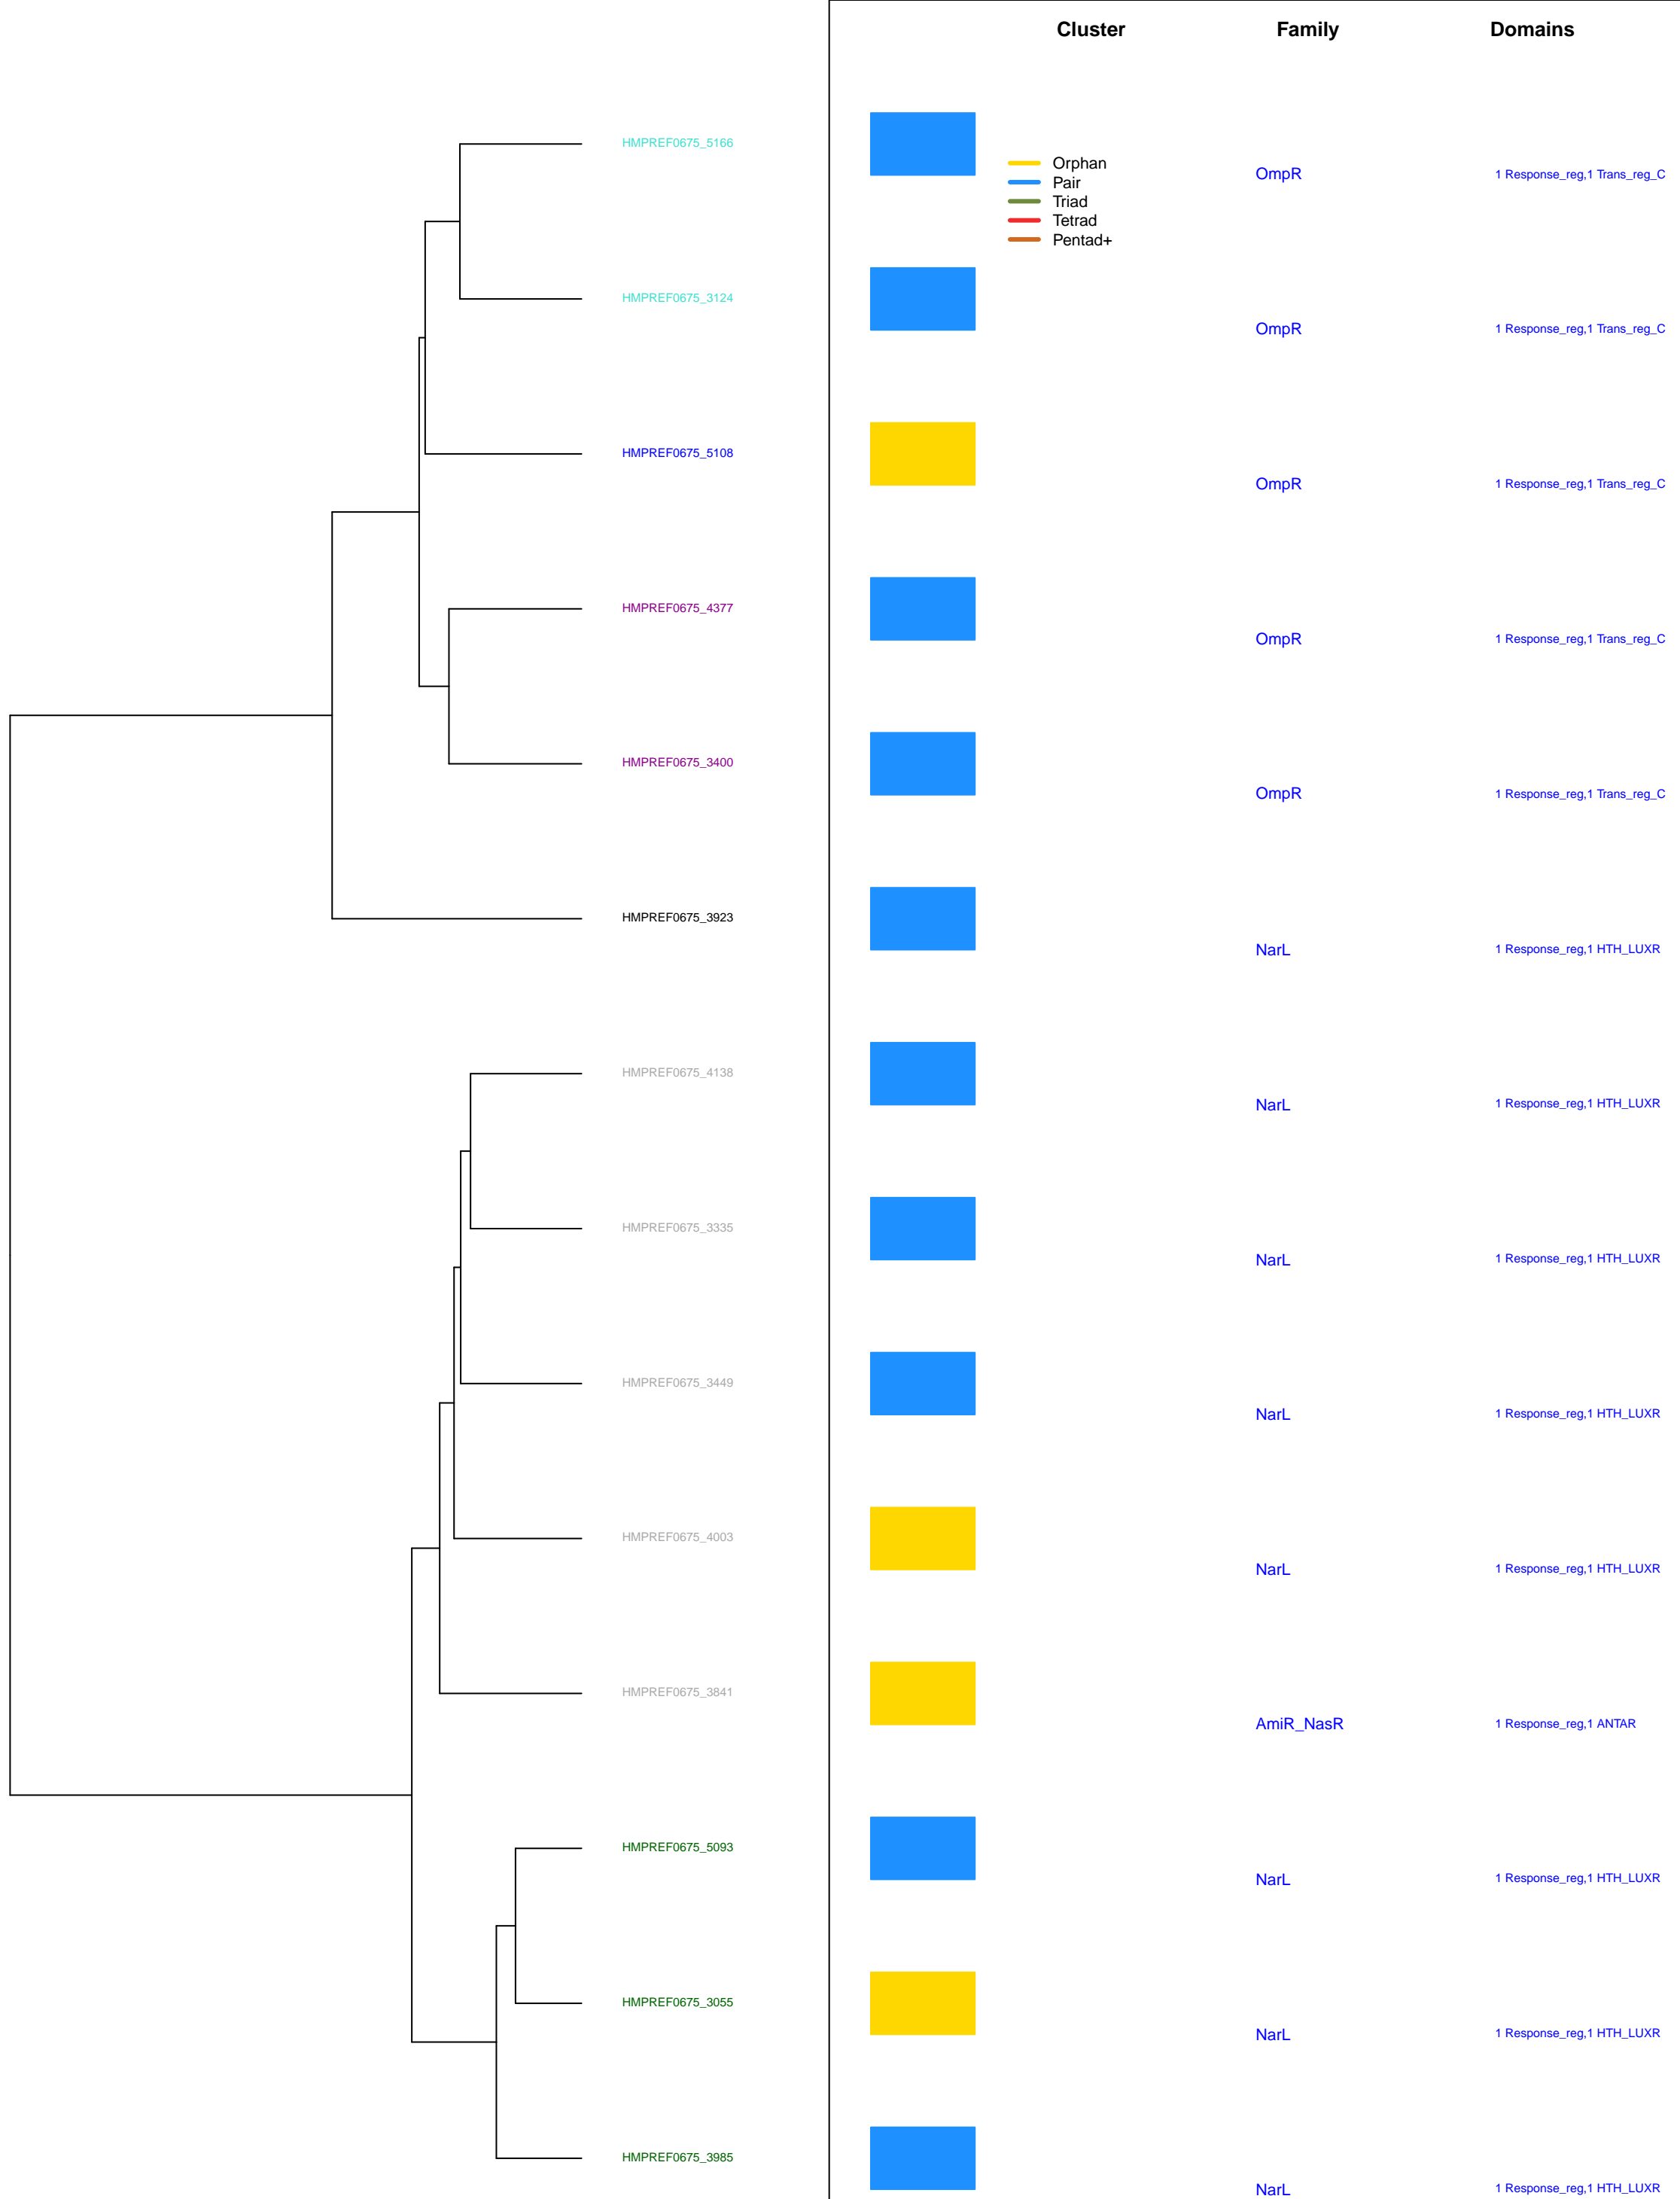 Cluster Family Domains
HMPREF0675_5166
Orphan
Pair
Triad
Tetrad
Pentad+
OmpR 1 Response_reg,1 Trans_reg_C
HMPREF0675_3124
OmpR 1 Response_reg,1 Trans_reg_C
HMPREF0675_5108
OmpR 1 Response_reg,1 Trans_reg_C
HMPREF0675_4377
OmpR 1 Response_reg,1 Trans_reg_C
HMPREF0675_3400
OmpR 1 Response_reg,1 Trans_reg_C
HMPREF0675_3923
NarL 1 Response_reg,1 HTH_LUXR
HMPREF0675_4138
NarL 1 Response_reg,1 HTH_LUXR
HMPREF0675_3335
NarL 1 Response_reg,1 HTH_LUXR
HMPREF0675_3449
NarL 1 Response_reg,1 HTH_LUXR
HMPREF0675_4003
NarL 1 Response_reg,1 HTH_LUXR
HMPREF0675_3841
AmiR_NasR 1 Response_reg,1 ANTAR
HMPREF0675_5093
NarL 1 Response_reg,1 HTH_LUXR
HMPREF0675_3055
NarL 1 Response_reg,1 HTH_LUXR
HMPREF0675_3985
NarL 1 Response_reg,1 HTH_LUXR